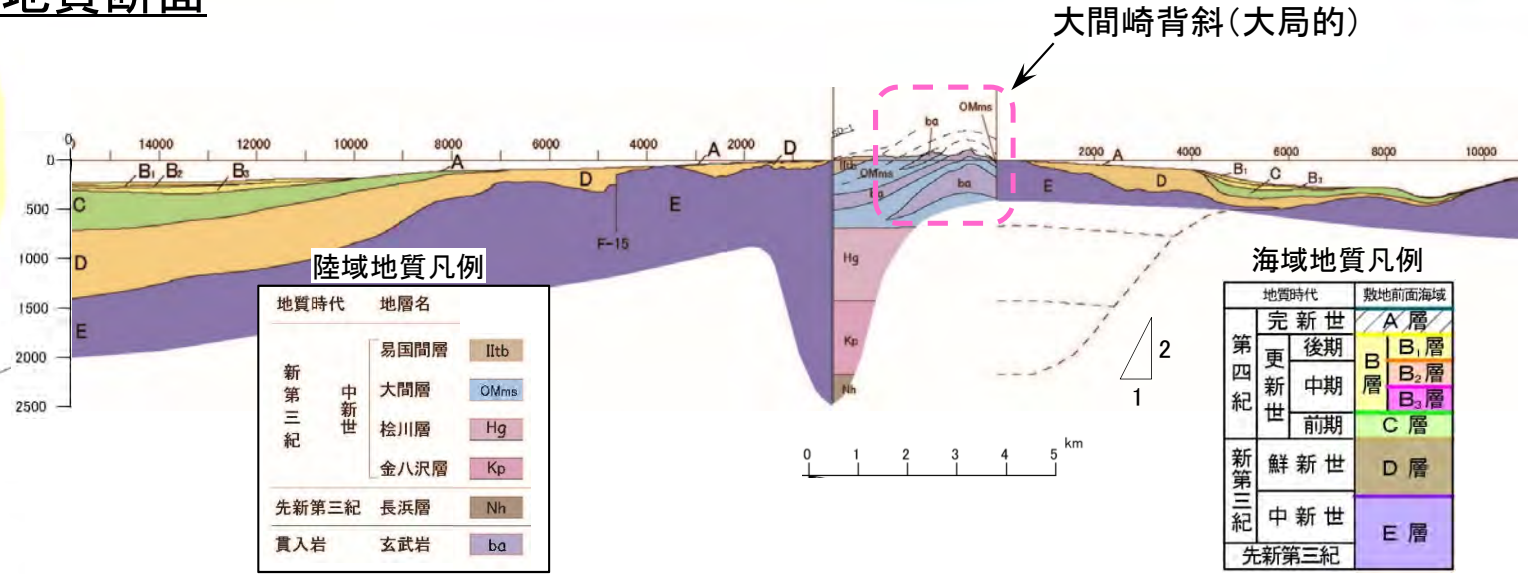 地質断面
大間崎背斜(大局的)
0 14000 12000 10000 8000 6000 4000 2000
2000 4000 6000 8000 10000
0
500
1000
1500
2000
2500
B₁ B₂ B₃ A A D
C D E D E
F-15
IItb OMms ba OMms ba
Hg
Kp
Nh
E A D B₁ C B₂
2
1
km
0 1 2 3 4 5
陸域地質凡例
地質時代 地層名
新第三紀 中新世
易国間層 IItb
大間層 OMms
桧川層 Hg
金八沢層 Kp
先新第三紀 長浜層 Nh
貫入岩 玄武岩 ba
海域地質凡例
地質時代 敷地前面海域
第四紀 完新世 A層
更新世 後期 B層 B₁層
中期 B₂層
B₃層
前期 C層
新第三紀 鮮新世 D層
中新世 E層
先新第三紀